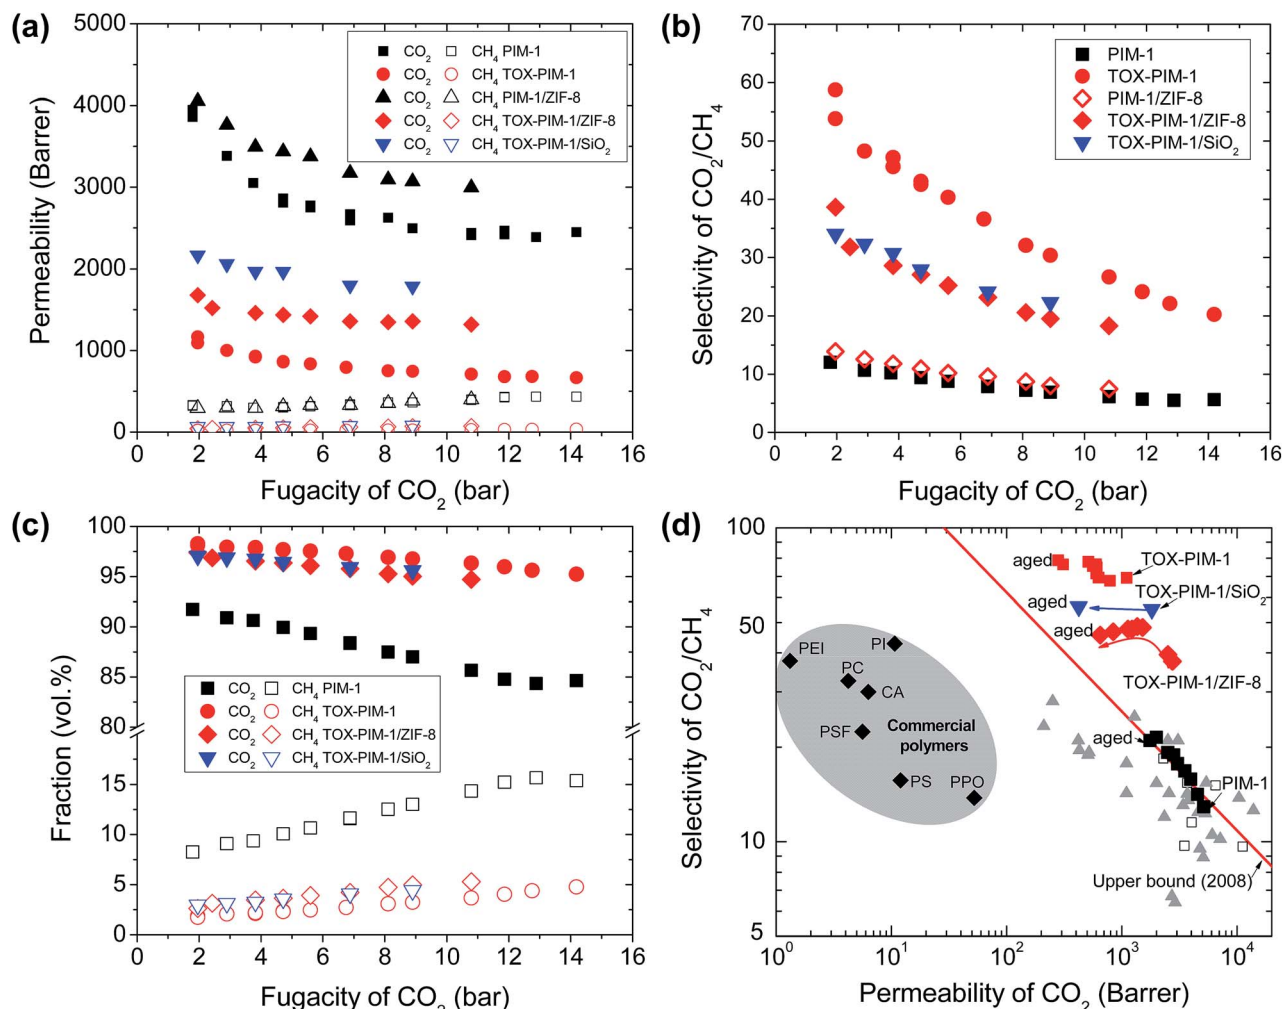 (a)
5000
4000
3000
2000
1000
0
Permeability (Barrer)
CO2 CH4 PIM-1
CO2 CH4 TOX-PIM-1
CO2 CH4 PIM-1/ZIF-8
CO2 CH4 TOX-PIM-1/ZIF-8
CO2 CH4 TOX-PIM-1/SiO2
0 2 4 6 8 10 12 14 16
Fugacity of CO2 (bar)
(b)
70
60
50
40
30
20
10
0
Selectivity of CO2/CH4
PIM-1
TOX-PIM-1
PIM-1/ZIF-8
TOX-PIM-1/ZIF-8
TOX-PIM-1/SiO2
0 2 4 6 8 10 12 14 16
Fugacity of CO2 (bar)
(c)
100
95
90
85
80
15
10
5
0
Fraction (vol.%)
CO2 CH4 PIM-1
CO2 CH4 TOX-PIM-1
CO2 CH4 TOX-PIM-1/ZIF-8
CO2 CH4 TOX-PIM-1/SiO2
0 2 4 6 8 10 12 14 16
Fugacity of CO2 (bar)
(d)
100
50
10
5
Selectivity of CO2/CH4
aged
TOX-PIM-1
aged
TOX-PIM-1/SiO2
aged
TOX-PIM-1/ZIF-8
PEI
PI
PC
CA
PSF
Commercial
polymers
PS
PPO
aged
PIM-1
Upper bound (2008)
10^0 10^1 10^2 10^3 10^4
Permeability of CO2 (Barrer)